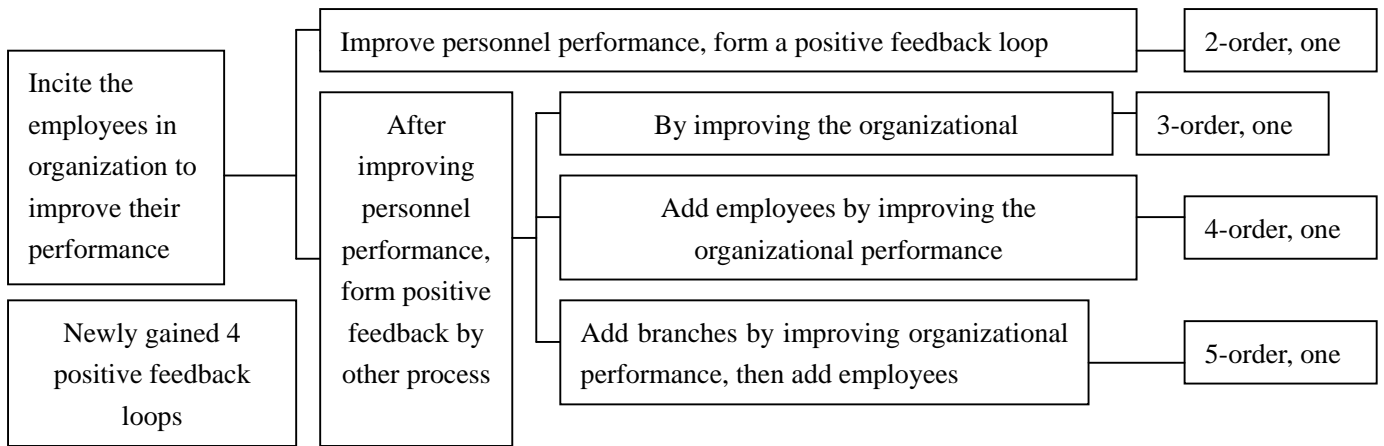 Incite the
employees in
organization to
improve their
performance
Newly gained 4
positive feedback
loops
Improve personnel performance, form a positive feedback loop
2-order, one
After
improving
personnel
performance,
form positive
feedback by
other process
By improving the organizational
3-order, one
Add employees by improving the
organizational performance
4-order, one
Add branches by improving organizational
performance, then add employees
5-order, one